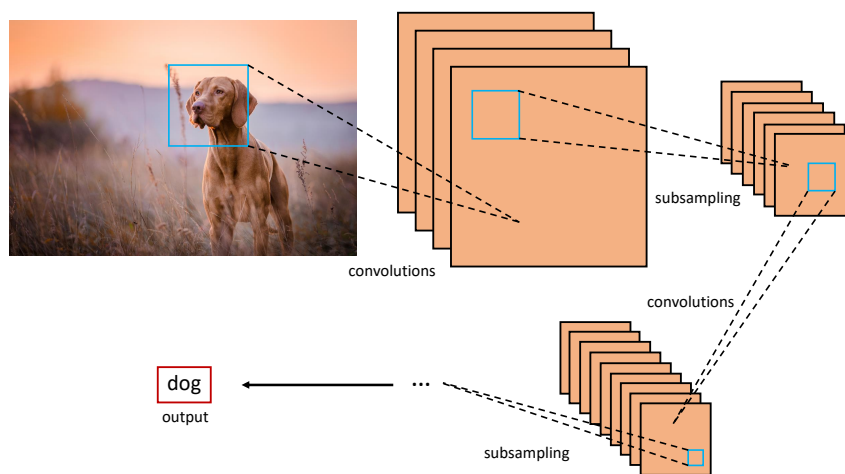 convolutions
subsampling
convolutions
subsampling
...
dog
output